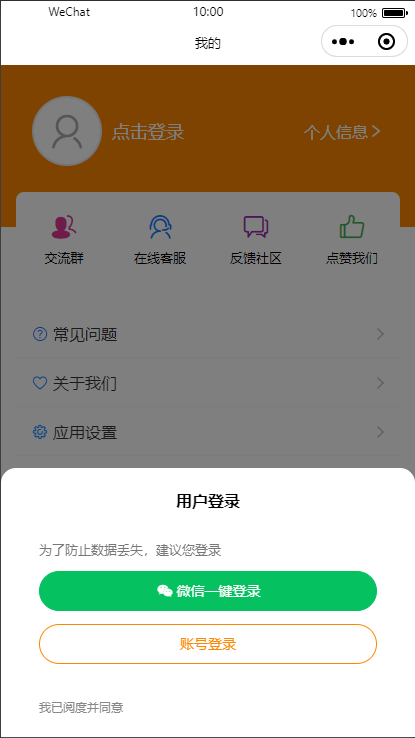 WeChat 10:00 100%
我的
点击登录 个人信息
交流群 在线客服 反馈社区 点赞我们
常见问题
关于我们
应用设置
用户登录
为了防止数据丢失，建议您登录
微信一键登录
账号登录
我已阅度并同意